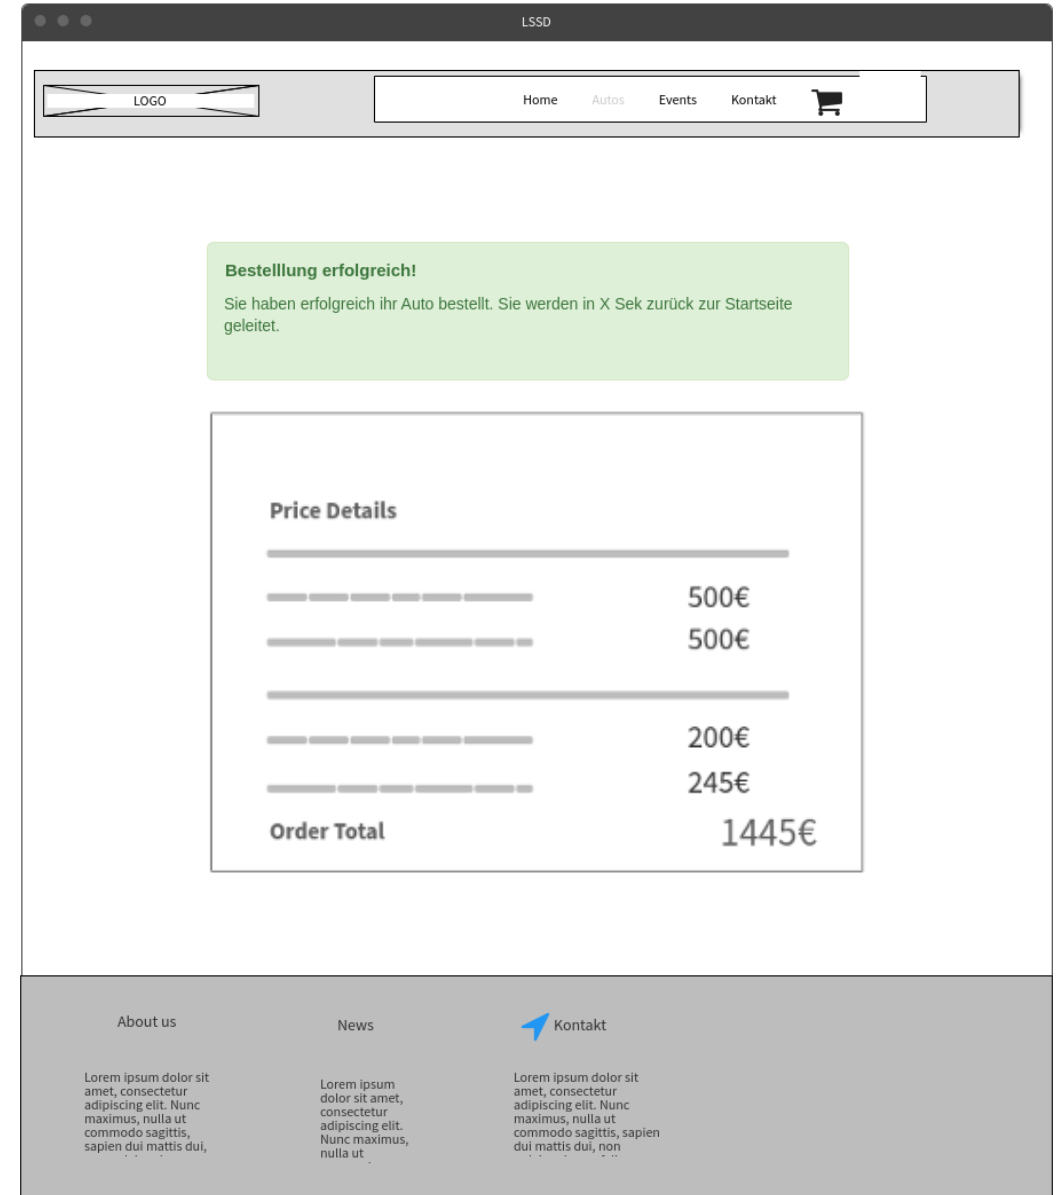 LSSD
LOGO
Home Autos Events Kontakt
Bestelllung erfolgreich!
Sie haben erfolgreich ihr Auto bestellt. Sie werden in X Sek zurück zur Startseite
geleitet.
Price Details
500€
500€
200€
245€
Order Total 1445€
About us
Lorem ipsum dolor sit
amet, consectetur
adipiscing elit. Nunc
maximus, nulla ut
commodo sagittis,
sapien dui mattis dui,
News
Lorem ipsum
dolor sit amet,
consectetur
adipiscing elit.
Nunc maximus,
nulla ut
Kontakt
Lorem ipsum dolor sit
amet, consectetur
adipiscing elit. Nunc
maximus, nulla ut
commodo sagittis, sapien
dui mattis dui, non